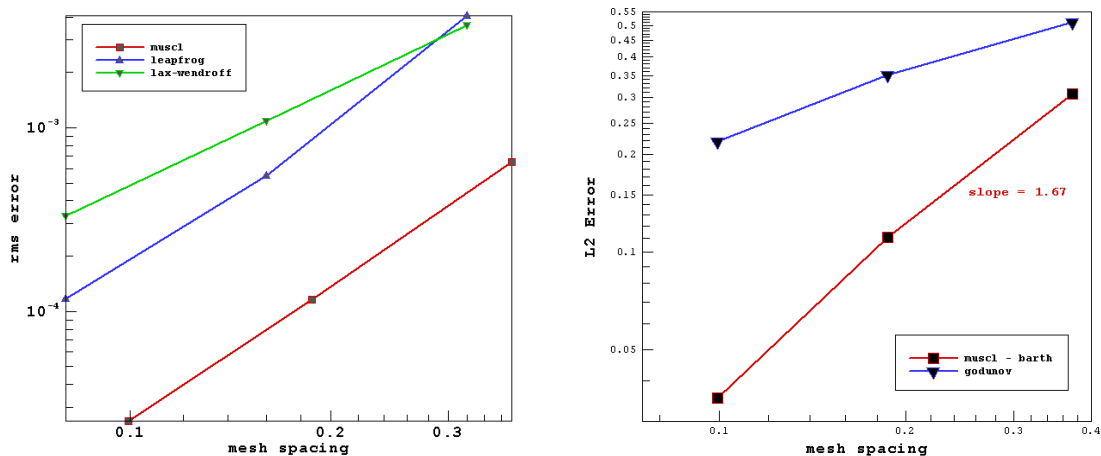 muscl
leapfrog
lax-wendroff
10-3
10-4
rms error
0.1
0.2
0.3
mesh spacing
0.55
0.5
0.45
0.4
0.35
0.3
0.25
0.2
0.15
0.1
0.05
L2 Error
slope = 1.67
muscl - barth
godunov
0.1
0.2
0.3
0.4
mesh spacing